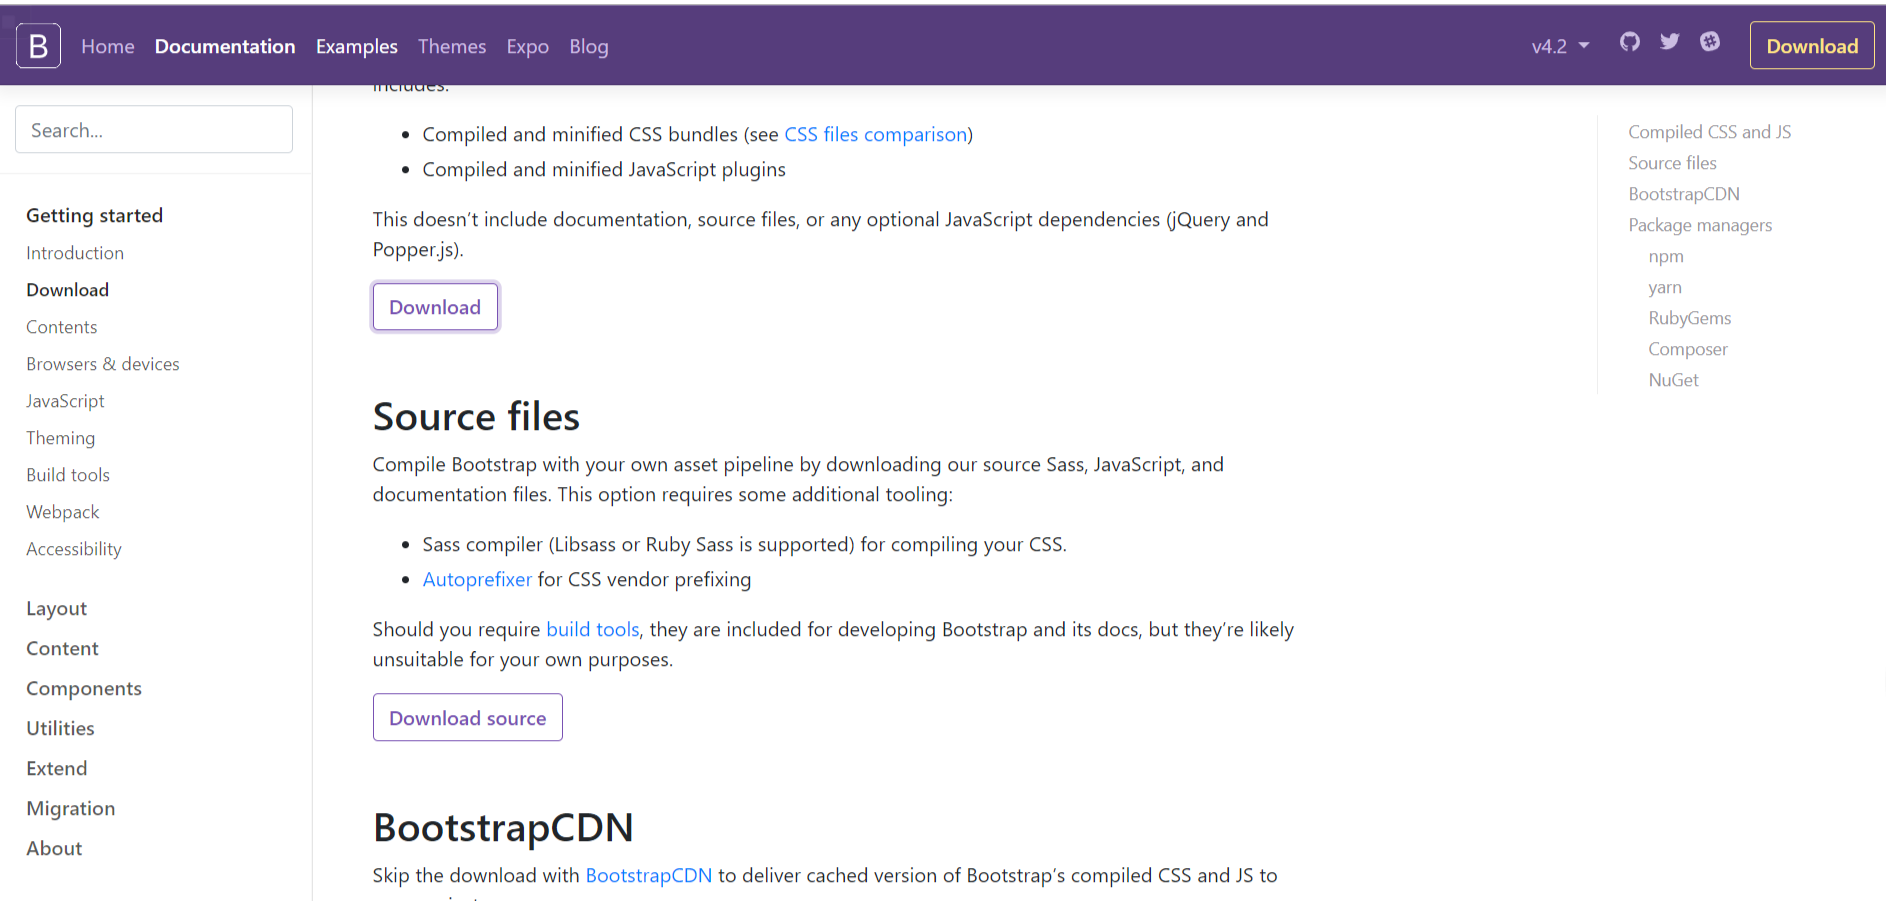 B Home Documentation Examples Themes Expo Blog v4.2 Download
Search...
Getting started
Introduction
Download
Contents
Browsers & devices
JavaScript
Theming
Build tools
Webpack
Accessibility
Layout
Content
Components
Utilities
Extend
Migration
About
includes:
• Compiled and minified CSS bundles (see CSS files comparison)
• Compiled and minified JavaScript plugins
This doesn’t include documentation, source files, or any optional JavaScript dependencies (jQuery and
Popper.js).
Download
Source files
Compile Bootstrap with your own asset pipeline by downloading our source Sass, JavaScript, and
documentation files. This option requires some additional tooling:
• Sass compiler (Libsass or Ruby Sass is supported) for compiling your CSS.
• Autoprefixer for CSS vendor prefixing
Should you require build tools, they are included for developing Bootstrap and its docs, but they’re likely
unsuitable for your own purposes.
Download source
BootstrapCDN
Skip the download with BootstrapCDN to deliver cached version of Bootstrap’s compiled CSS and JS to
Compiled CSS and JS
Source files
BootstrapCDN
Package managers
npm
yarn
RubyGems
Composer
NuGet